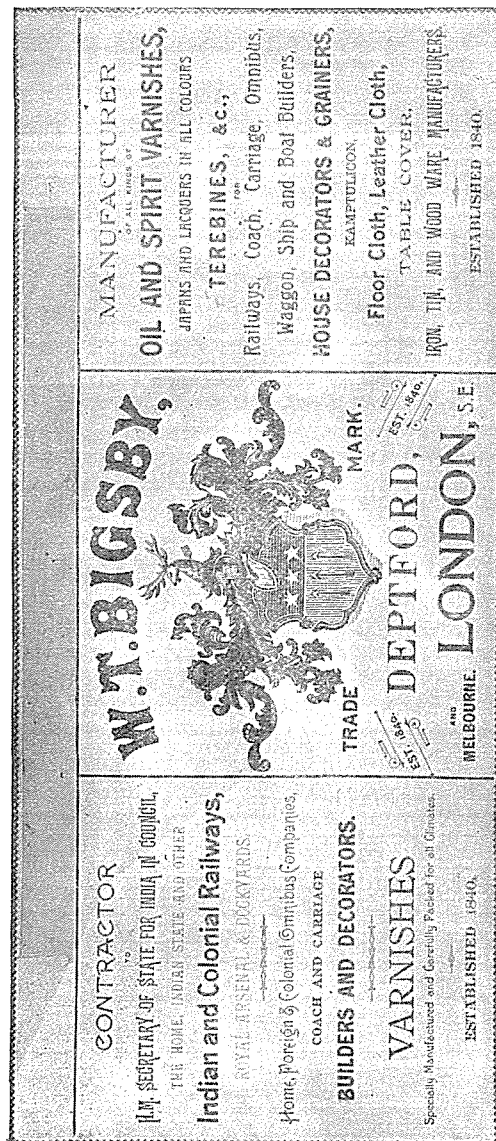 CONTRACTOR
TO
H.M. SECRETARY OF STATE FOR INDIA IN COUNCIL,
THE HOME, INDIAN STATE AND OTHER
Indian and Colonial Railways,
ROYAL ARSENAL & DOCKYARDS.
Home, Foreign & Colonial Omnibus Companies,
COACH AND CARRIAGE
BUILDERS AND DECORATORS.
VARNISHES
Specially Manufactured and Carefully Packed for all Climates.
ESTABLISHED 1840.
W.T. BIGSBY,
TRADE MARK.
EST. 1840.
DEPTFORD,
EST. 1840.
AND
MELBOURNE.
LONDON, S.E.
MANUFACTURER
OF ALL KINDS OF
OIL AND SPIRIT VARNISHES,
JAPANS AND LACQUERS IN ALL COLOURS
TEREBINES, &c.,
FOR
Railways, Coach, Carriage, Omnibus,
Waggon, Ship and Boat Builders,
HOUSE DECORATORS & GRAINERS,
KAMPTULICON,
Floor Cloth, Leather Cloth,
TABLE COVER,
IRON, TIN, AND WOOD WARE MANUFACTURERS.
ESTABLISHED 1840.